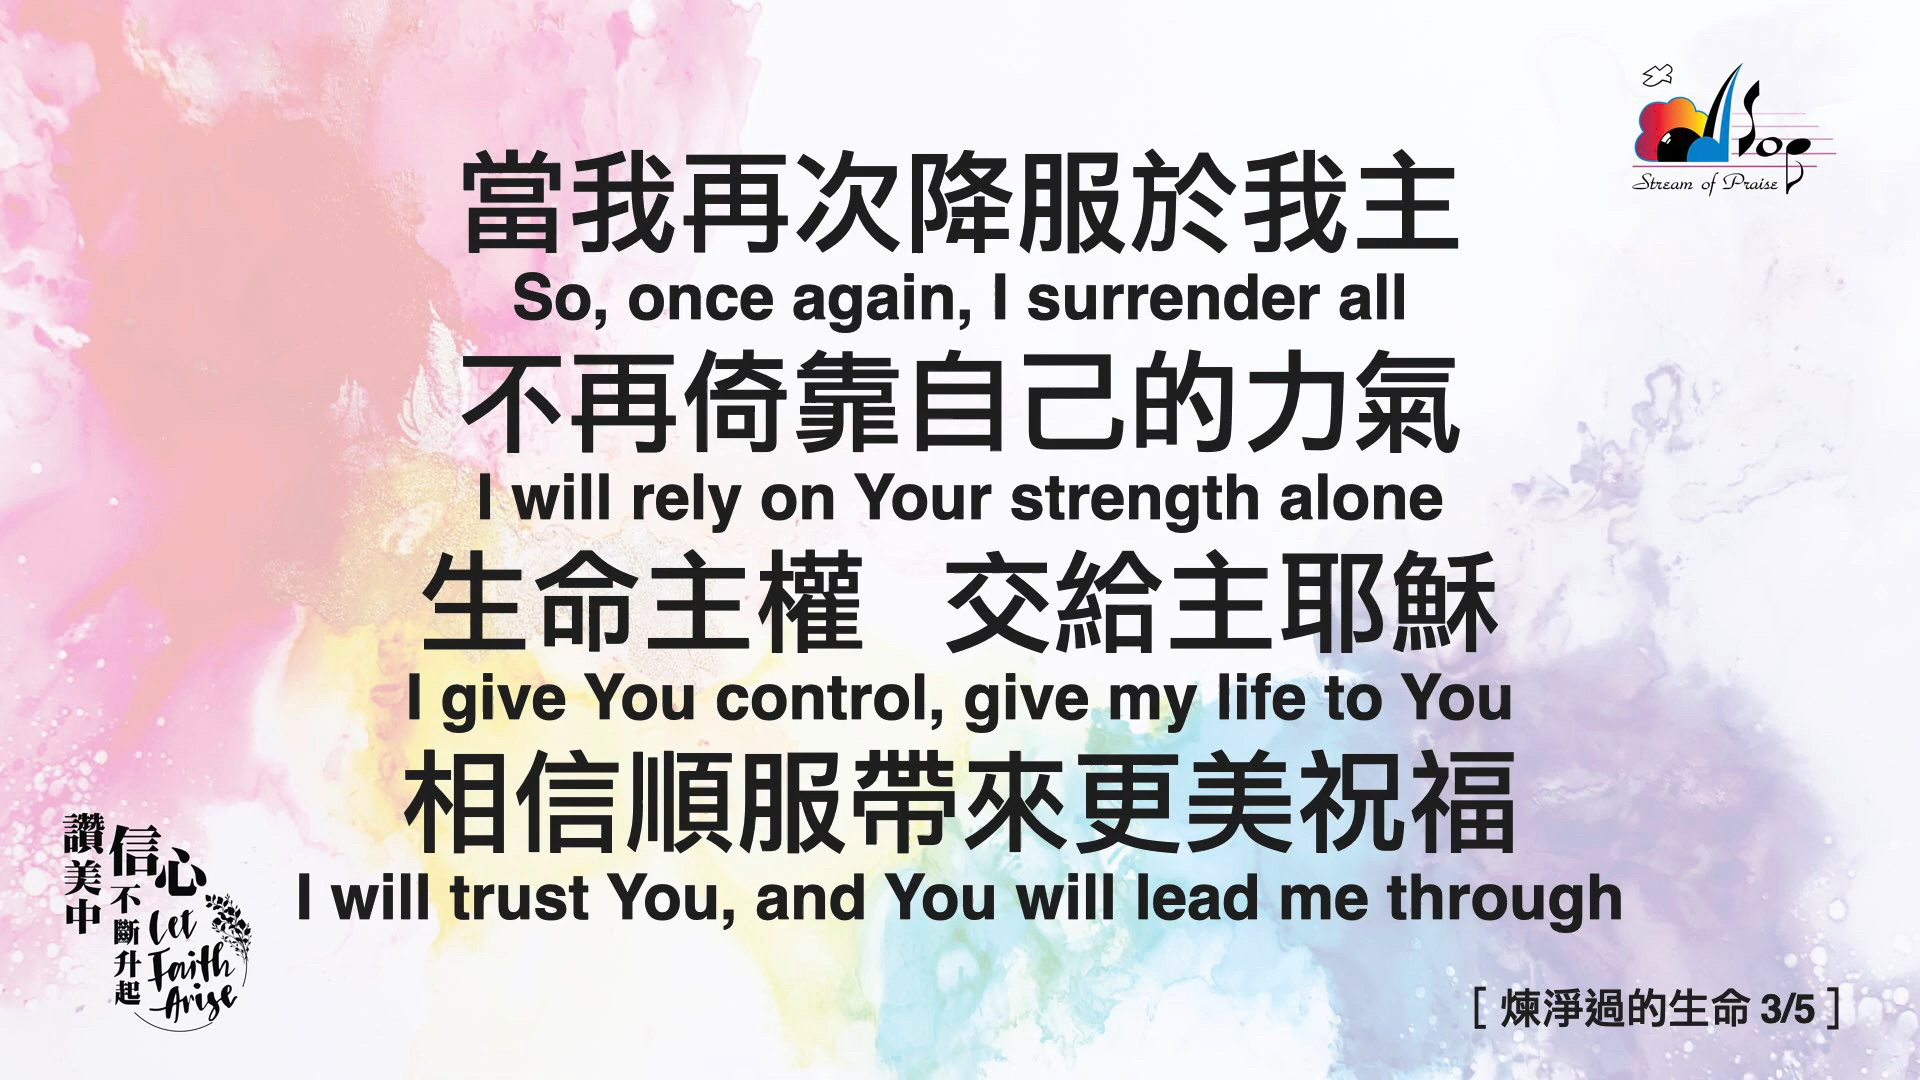 Sop
Stream of Praise
當我再次降服於我主
So, once again, I surrender all
不再倚靠自己的力氣
I will rely on Your strength alone
生命主權 交給主耶穌
I give You control, give my life to You
相信順服帶來更美祝福
I will trust You, and You will lead me through
讚美中
信心
不斷升起
Let
Faith
Arise
[ 煉淨過的生命 3/5 ]